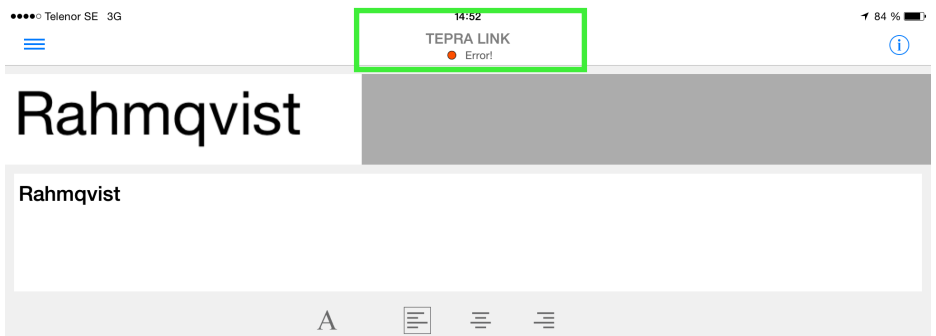 Telenor SE 3G 14:52 84 %
TEPRA LINK
Error!
Rahmqvist
Rahmqvist
A